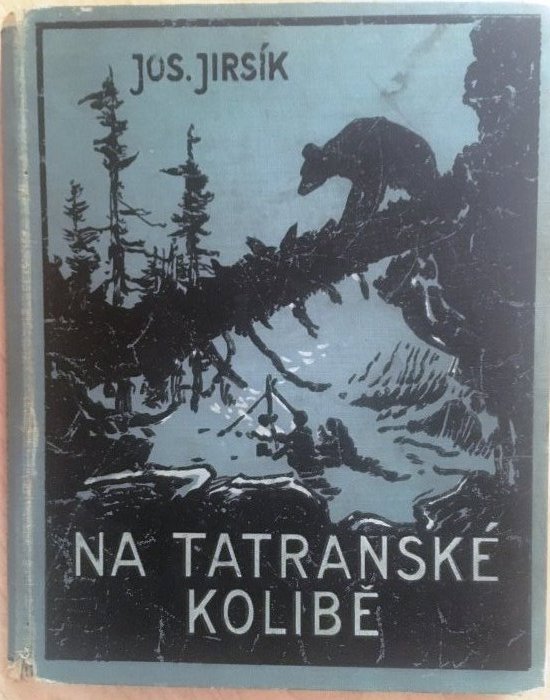 JOS. JIRSÍK
NA TATRANSKÉ
KOLIBĚ